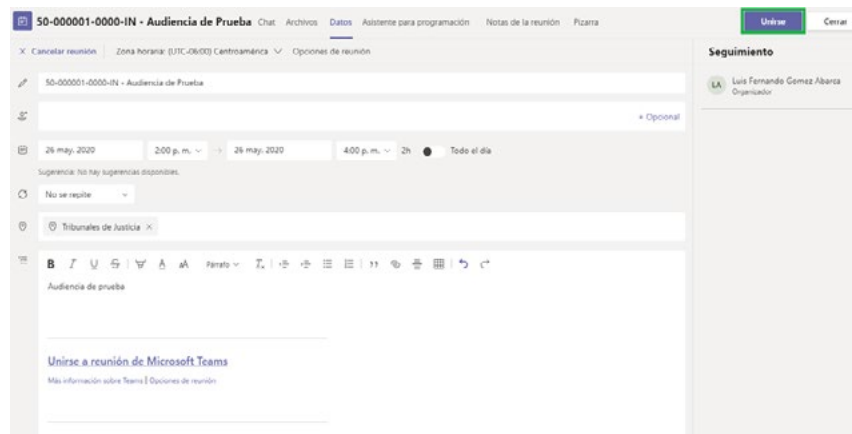 50-000001-0000-IN - Audiencia de Prueba Chat Archivos Datos Asistente para programación Notas de la reunión Pizarra Unirse Cerrar
X Cancelar reunión Zona horaria: (UTC-06:00) Centroamérica Opciones de reunión
Seguimiento
50-000001-0000-IN - Audiencia de Prueba
LA Luis Fernando Gomez Abarca
Organizador
+ Opcional
26 may. 2020 2:00 p. m. → 26 may. 2020 4:00 p. m. 2h Todo el día
Sugerencia: No hay sugerencias disponibles.
No se repite
Tribunales de Justicia ×
B I U S A AA Párrafo
Audiencia de prueba
Unirse a reunión de Microsoft Teams
Más información sobre Teams | Opciones de reunión